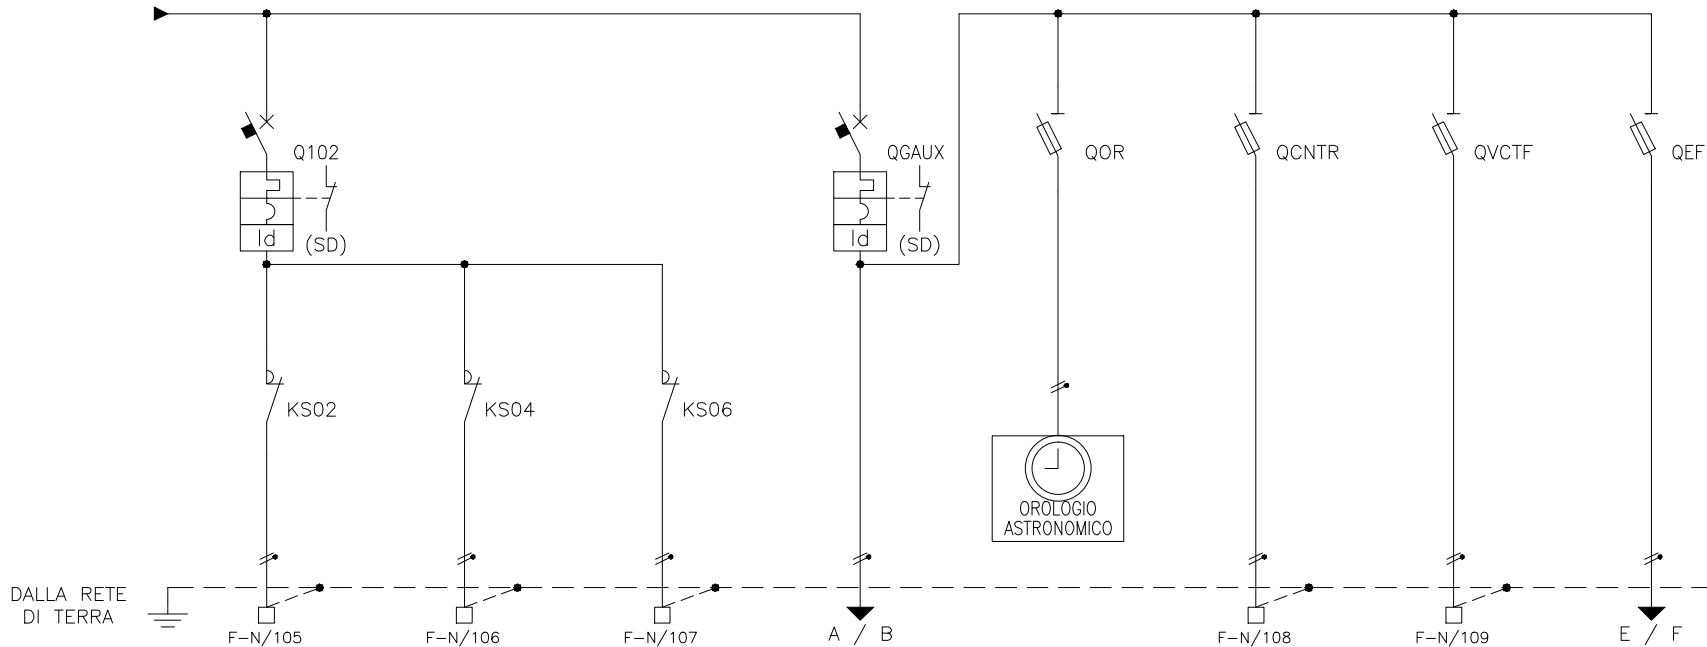 Q102
QGAUX
QOR
QCNTR
QVCTF
QEF
Id
(SD)
Id
(SD)
KS02
KS04
KS06
OROLOGIO
ASTRONOMICO
DALLA RETE
DI TERRA
F-N/105
F-N/106
F-N/107
A / B
F-N/108
F-N/109
E / F